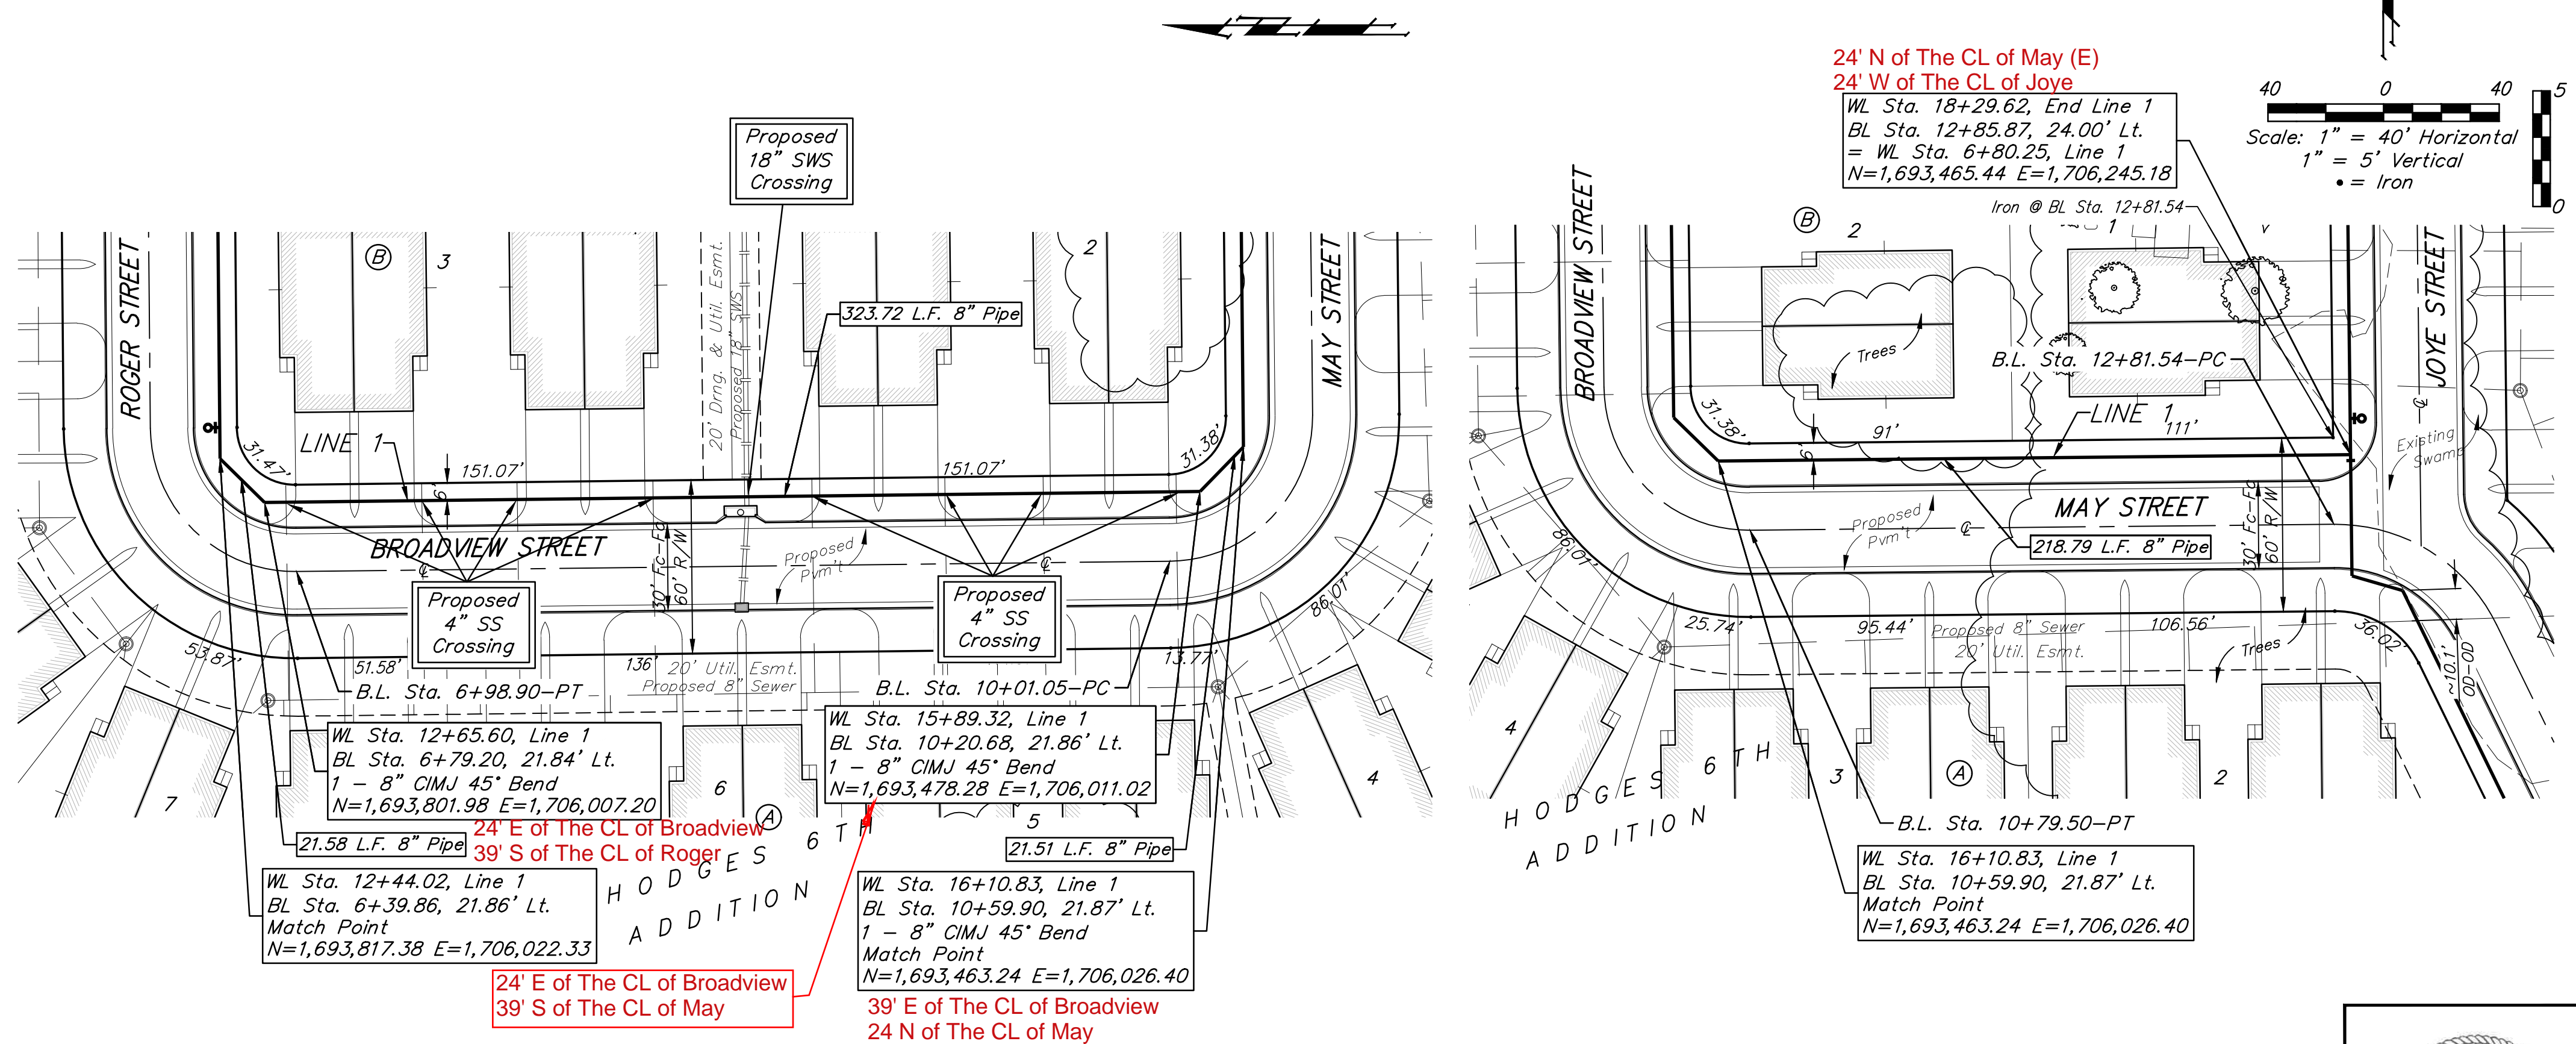 Proposed
18" SWS
Crossing
ROGER STREET
B
3
20' Drng. & Util. Esmt.
Proposed 18" SWS
323.72 L.F. 8" Pipe
2
MAY STREET
LINE 1
31.47'
6'
151.07'
151.07'
31.38'
BROADVIEW STREET
30' Fc-Fc
60' R/W
Proposed
Pvm't
Proposed
4" SS
Crossing
Proposed
4" SS
Crossing
53.87'
51.58'
136'
20' Util. Esmt.
Proposed 8" Sewer
13.77'
86.01'
B.L. Sta. 6+98.90-PT
B.L. Sta. 10+01.05-PC
WL Sta. 12+65.60, Line 1
BL Sta. 6+79.20, 21.84' Lt.
1 - 8" CIMJ 45° Bend
N=1,693,801.98 E=1,706,007.20
24' E of The CL of Broadview
39' S of The CL of Roger
WL Sta. 15+89.32, Line 1
BL Sta. 10+20.68, 21.86' Lt.
1 - 8" CIMJ 45° Bend
N=1,693,478.28 E=1,706,011.02
7
6
A
5
4
21.58 L.F. 8" Pipe
21.51 L.F. 8" Pipe
HODGES 6TH
ADDITION
WL Sta. 12+44.02, Line 1
BL Sta. 6+39.86, 21.86' Lt.
Match Point
N=1,693,817.38 E=1,706,022.33
WL Sta. 16+10.83, Line 1
BL Sta. 10+59.90, 21.87' Lt.
1 - 8" CIMJ 45° Bend
Match Point
N=1,693,463.24 E=1,706,026.40
24' E of The CL of Broadview
39' S of The CL of May
39' E of The CL of Broadview
24 N of The CL of May
24' N of The CL of May (E)
24' W of The CL of Joye
WL Sta. 18+29.62, End Line 1
BL Sta. 12+85.87, 24.00' Lt.
= WL Sta. 6+80.25, Line 1
N=1,693,465.44 E=1,706,245.18
40 0 40
5
0
Scale: 1" = 40' Horizontal
1" = 5' Vertical
• = Iron
Iron @ BL Sta. 12+81.54
BROADVIEW STREET
B
2
1
JOYE STREET
Trees
B.L. Sta. 12+81.54-PC
LINE 1
31.38'
91'
111'
6'
Existing
Swamp
MAY STREET
Proposed
Pvm't
218.79 L.F. 8" Pipe
30' Fc-Fc
60' R/W
86.01'
25.74'
95.44'
Proposed 8" Sewer
20' Util. Esmt.
106.56'
Trees
36.02'
~10.1'
OD-OD
4
3
A
2
HODGES 6TH
ADDITION
B.L. Sta. 10+79.50-PT
WL Sta. 16+10.83, Line 1
BL Sta. 10+59.90, 21.87' Lt.
Match Point
N=1,693,463.24 E=1,706,026.40